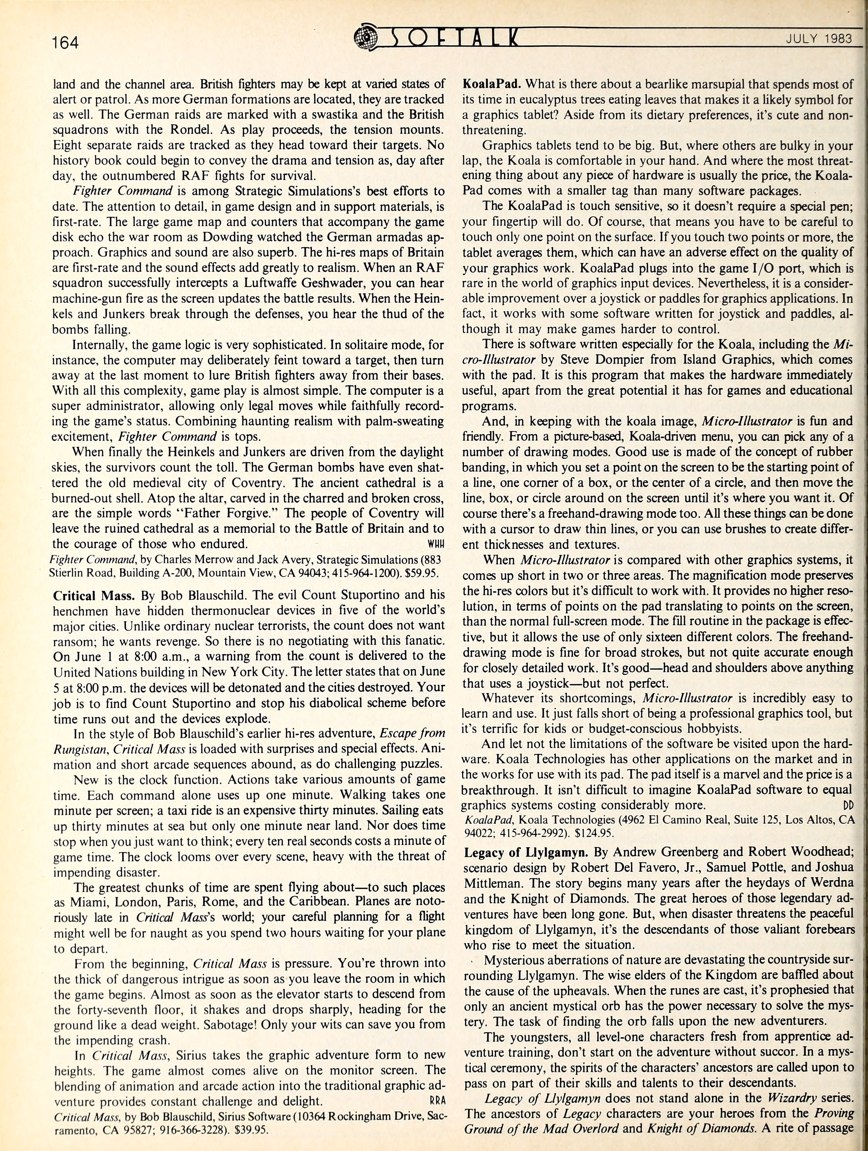 164
SOFTALK
JULY 1983
land and the channel area. British fighters may be kept at varied states of
alert or patrol. As more German formations are located, they are tracked
as well. The German raids are marked with a swastika and the British
squadrons with the Rondel. As play proceeds, the tension mounts.
Eight separate raids are tracked as they head toward their targets. No
history book could begin to convey the drama and tension as, day after
day, the outnumbered RAF fights for survival.
Fighter Command is among Strategic Simulations's best efforts to
date. The attention to detail, in game design and in support materials, is
first-rate. The large game map and counters that accompany the game
disk echo the war room as Dowding watched the German armadas ap-
proach. Graphics and sound are also superb. The hi-res maps of Britain
are first-rate and the sound effects add greatly to realism. When an RAF
squadron successfully intercepts a Luftwaffe Geshwader, you can hear
machine-gun fire as the screen updates the battle results. When the Hein-
kels and Junkers break through the defenses, you hear the thud of the
bombs falling.
Internally, the game logic is very sophisticated. In solitaire mode, for
instance, the computer may deliberately feint toward a target, then turn
away at the last moment to lure British fighters away from their bases.
With all this complexity, game play is almost simple. The computer is a
super administrator, allowing only legal moves while faithfully record-
ing the game's status. Combining haunting realism with palm-sweating
excitement, Fighter Command is tops.
When finally the Heinkels and Junkers are driven from the daylight
skies, the survivors count the toll. The German bombs have even shat-
tered the old medieval city of Coventry. The ancient cathedral is a
burned-out shell. Atop the altar, carved in the charred and broken cross,
are the simple words "Father Forgive." The people of Coventry will
leave the ruined cathedral as a memorial to the Battle of Britain and to
the courage of those who endured. WHH
Fighter Command, by Charles Merrow and Jack Avery, Strategic Simulations (883
Stierlin Road, Building A-200, Mountain View, CA 94043; 415-964-1200). $59.95.
Critical Mass. By Bob Blauschild. The evil Count Stuportino and his
henchmen have hidden thermonuclear devices in five of the world's
major cities. Unlike ordinary nuclear terrorists, the count does not want
ransom; he wants revenge. So there is no negotiating with this fanatic.
On June 1 at 8:00 a.m., a warning from the count is delivered to the
United Nations building in New York City. The letter states that on June
5 at 8:00 p.m. the devices will be detonated and the cities destroyed. Your
job is to find Count Stuportino and stop his diabolical scheme before
time runs out and the devices explode.
In the style of Bob Blauschild's earlier hi-res adventure, Escape from
Rungistan, Critical Mass is loaded with surprises and special effects. Ani-
mation and short arcade sequences abound, as do challenging puzzles.
New is the clock function. Actions take various amounts of game
time. Each command alone uses up one minute. Walking takes one
minute per screen; a taxi ride is an expensive thirty minutes. Sailing eats
up thirty minutes at sea but only one minute near land. Nor does time
stop when you just want to think; every ten real seconds costs a minute of
game time. The clock looms over every scene, heavy with the threat of
impending disaster.
The greatest chunks of time are spent flying about—to such places
as Miami, London, Paris, Rome, and the Caribbean. Planes are noto-
riously late in Critical Mass's world; your careful planning for a flight
might well be for naught as you spend two hours waiting for your plane
to depart.
From the beginning, Critical Mass is pressure. You're thrown into
the thick of dangerous intrigue as soon as you leave the room in which
the game begins. Almost as soon as the elevator starts to descend from
the forty-seventh floor, it shakes and drops sharply, heading for the
ground like a dead weight. Sabotage! Only your wits can save you from
the impending crash.
In Critical Mass, Sirius takes the graphic adventure form to new
heights. The game almost comes alive on the monitor screen. The
blending of animation and arcade action into the traditional graphic ad-
venture provides constant challenge and delight. RRA
Critical Mass, by Bob Blauschild, Sirius Software (10364 Rockingham Drive, Sac-
ramento, CA 95827; 916-366-3228). $39.95.
KoalaPad. What is there about a bearlike marsupial that spends most of
its time in eucalyptus trees eating leaves that makes it a likely symbol for
a graphics tablet? Aside from its dietary preferences, it's cute and non-
threatening.
Graphics tablets tend to be big. But, where others are bulky in your
lap, the Koala is comfortable in your hand. And where the most threat-
ening thing about any piece of hardware is usually the price, the Koala-
Pad comes with a smaller tag than many software packages.
The KoalaPad is touch sensitive, so it doesn't require a special pen;
your fingertip will do. Of course, that means you have to be careful to
touch only one point on the surface. If you touch two points or more, the
tablet averages them, which can have an adverse effect on the quality of
your graphics work. KoalaPad plugs into the game I/O port, which is
rare in the world of graphics input devices. Nevertheless, it is a consider-
able improvement over a joystick or paddles for graphics applications. In
fact, it works with some software written for joystick and paddles, al-
though it may make games harder to control.
There is software written especially for the Koala, including the Mi-
cro-Illustrator by Steve Dompier from Island Graphics, which comes
with the pad. It is this program that makes the hardware immediately
useful, apart from the great potential it has for games and educational
programs.
And, in keeping with the koala image, Micro-Illustrator is fun and
friendly. From a picture-based, Koala-driven menu, you can pick any of a
number of drawing modes. Good use is made of the concept of rubber
banding, in which you set a point on the screen to be the starting point of
a line, one corner of a box, or the center of a circle, and then move the
line, box, or circle around on the screen until it's where you want it. Of
course there's a freehand-drawing mode too. All these things can be done
with a cursor to draw thin lines, or you can use brushes to create differ-
ent thicknesses and textures.
When Micro-Illustrator is compared with other graphics systems, it
comes up short in two or three areas. The magnification mode preserves
the hi-res colors but it's difficult to work with. It provides no higher reso-
lution, in terms of points on the pad translating to points on the screen,
than the normal full-screen mode. The fill routine in the package is effec-
tive, but it allows the use of only sixteen different colors. The freehand-
drawing mode is fine for broad strokes, but not quite accurate enough
for closely detailed work. It's good—head and shoulders above anything
that uses a joystick—but not perfect.
Whatever its shortcomings, Micro-Illustrator is incredibly easy to
learn and use. It just falls short of being a professional graphics tool, but
it's terrific for kids or budget-conscious hobbyists.
And let not the limitations of the software be visited upon the hard-
ware. Koala Technologies has other applications on the market and in
the works for use with its pad. The pad itself is a marvel and the price is a
breakthrough. It isn't difficult to imagine KoalaPad software to equal
graphics systems costing considerably more. DD
KoalaPad, Koala Technologies (4962 El Camino Real, Suite 125, Los Altos, CA
94022; 415-964-2992). $124.95.
Legacy of Llylgamyn. By Andrew Greenberg and Robert Woodhead;
scenario design by Robert Del Favero, Jr., Samuel Pottle, and Joshua
Mittleman. The story begins many years after the heydays of Werdna
and the Knight of Diamonds. The great heroes of those legendary ad-
ventures have been long gone. But, when disaster threatens the peaceful
kingdom of Llylgamyn, it's the descendants of those valiant forebears
who rise to meet the situation.
Mysterious aberrations of nature are devastating the countryside sur-
rounding Llylgamyn. The wise elders of the Kingdom are baffled about
the cause of the upheavals. When the runes are cast, it's prophesied that
only an ancient mystical orb has the power necessary to solve the mys-
tery. The task of finding the orb falls upon the new adventurers.
The youngsters, all level-one characters fresh from apprentice ad-
venture training, don't start on the adventure without succor. In a mys-
tical ceremony, the spirits of the characters' ancestors are called upon to
pass on part of their skills and talents to their descendants.
Legacy of Llylgamyn does not stand alone in the Wizardry series.
The ancestors of Legacy characters are your heroes from the Proving
Ground of the Mad Overlord and Knight of Diamonds. A rite of passage